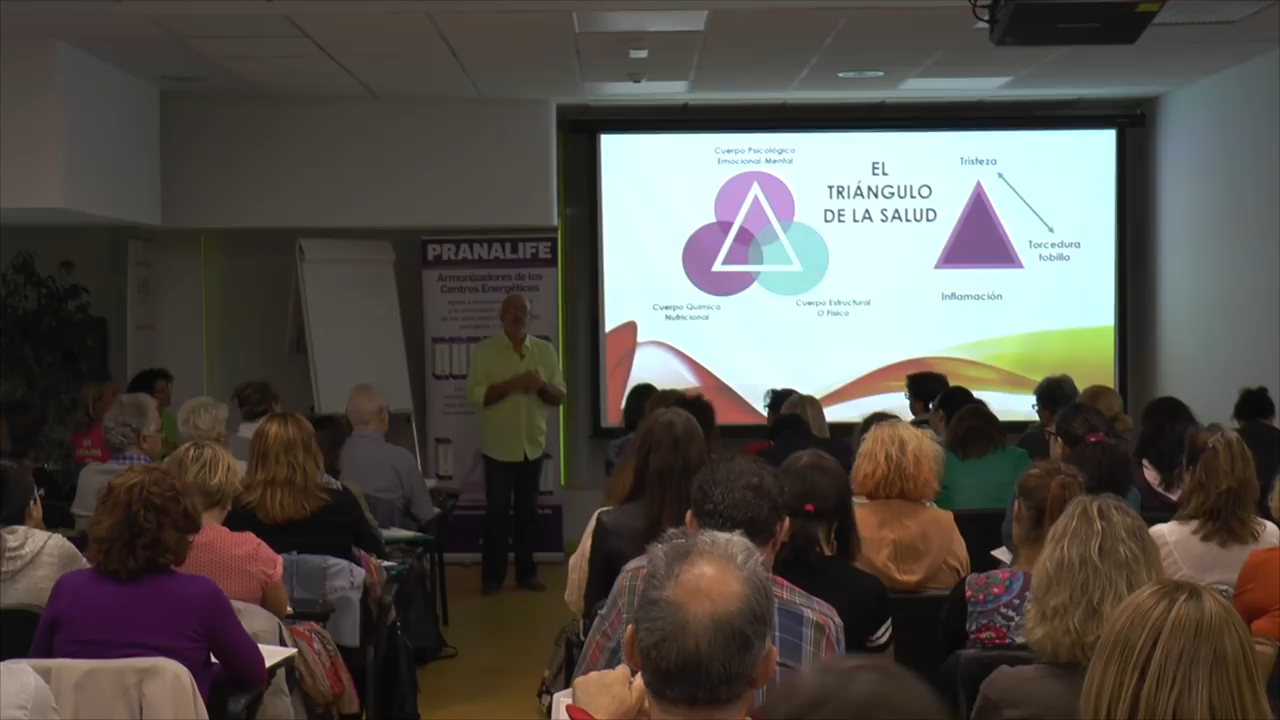 Cuerpo Psicológico
Emocional-Mental
EL
TRIÁNGULO
DE LA SALUD
Tristeza
Torcedura
tobillo
Inflamación
Cuerpo Químico
Nutricional
Cuerpo Estructural
O Físico
PRANALIFE
Armonizadores de los
Centros Energéticos